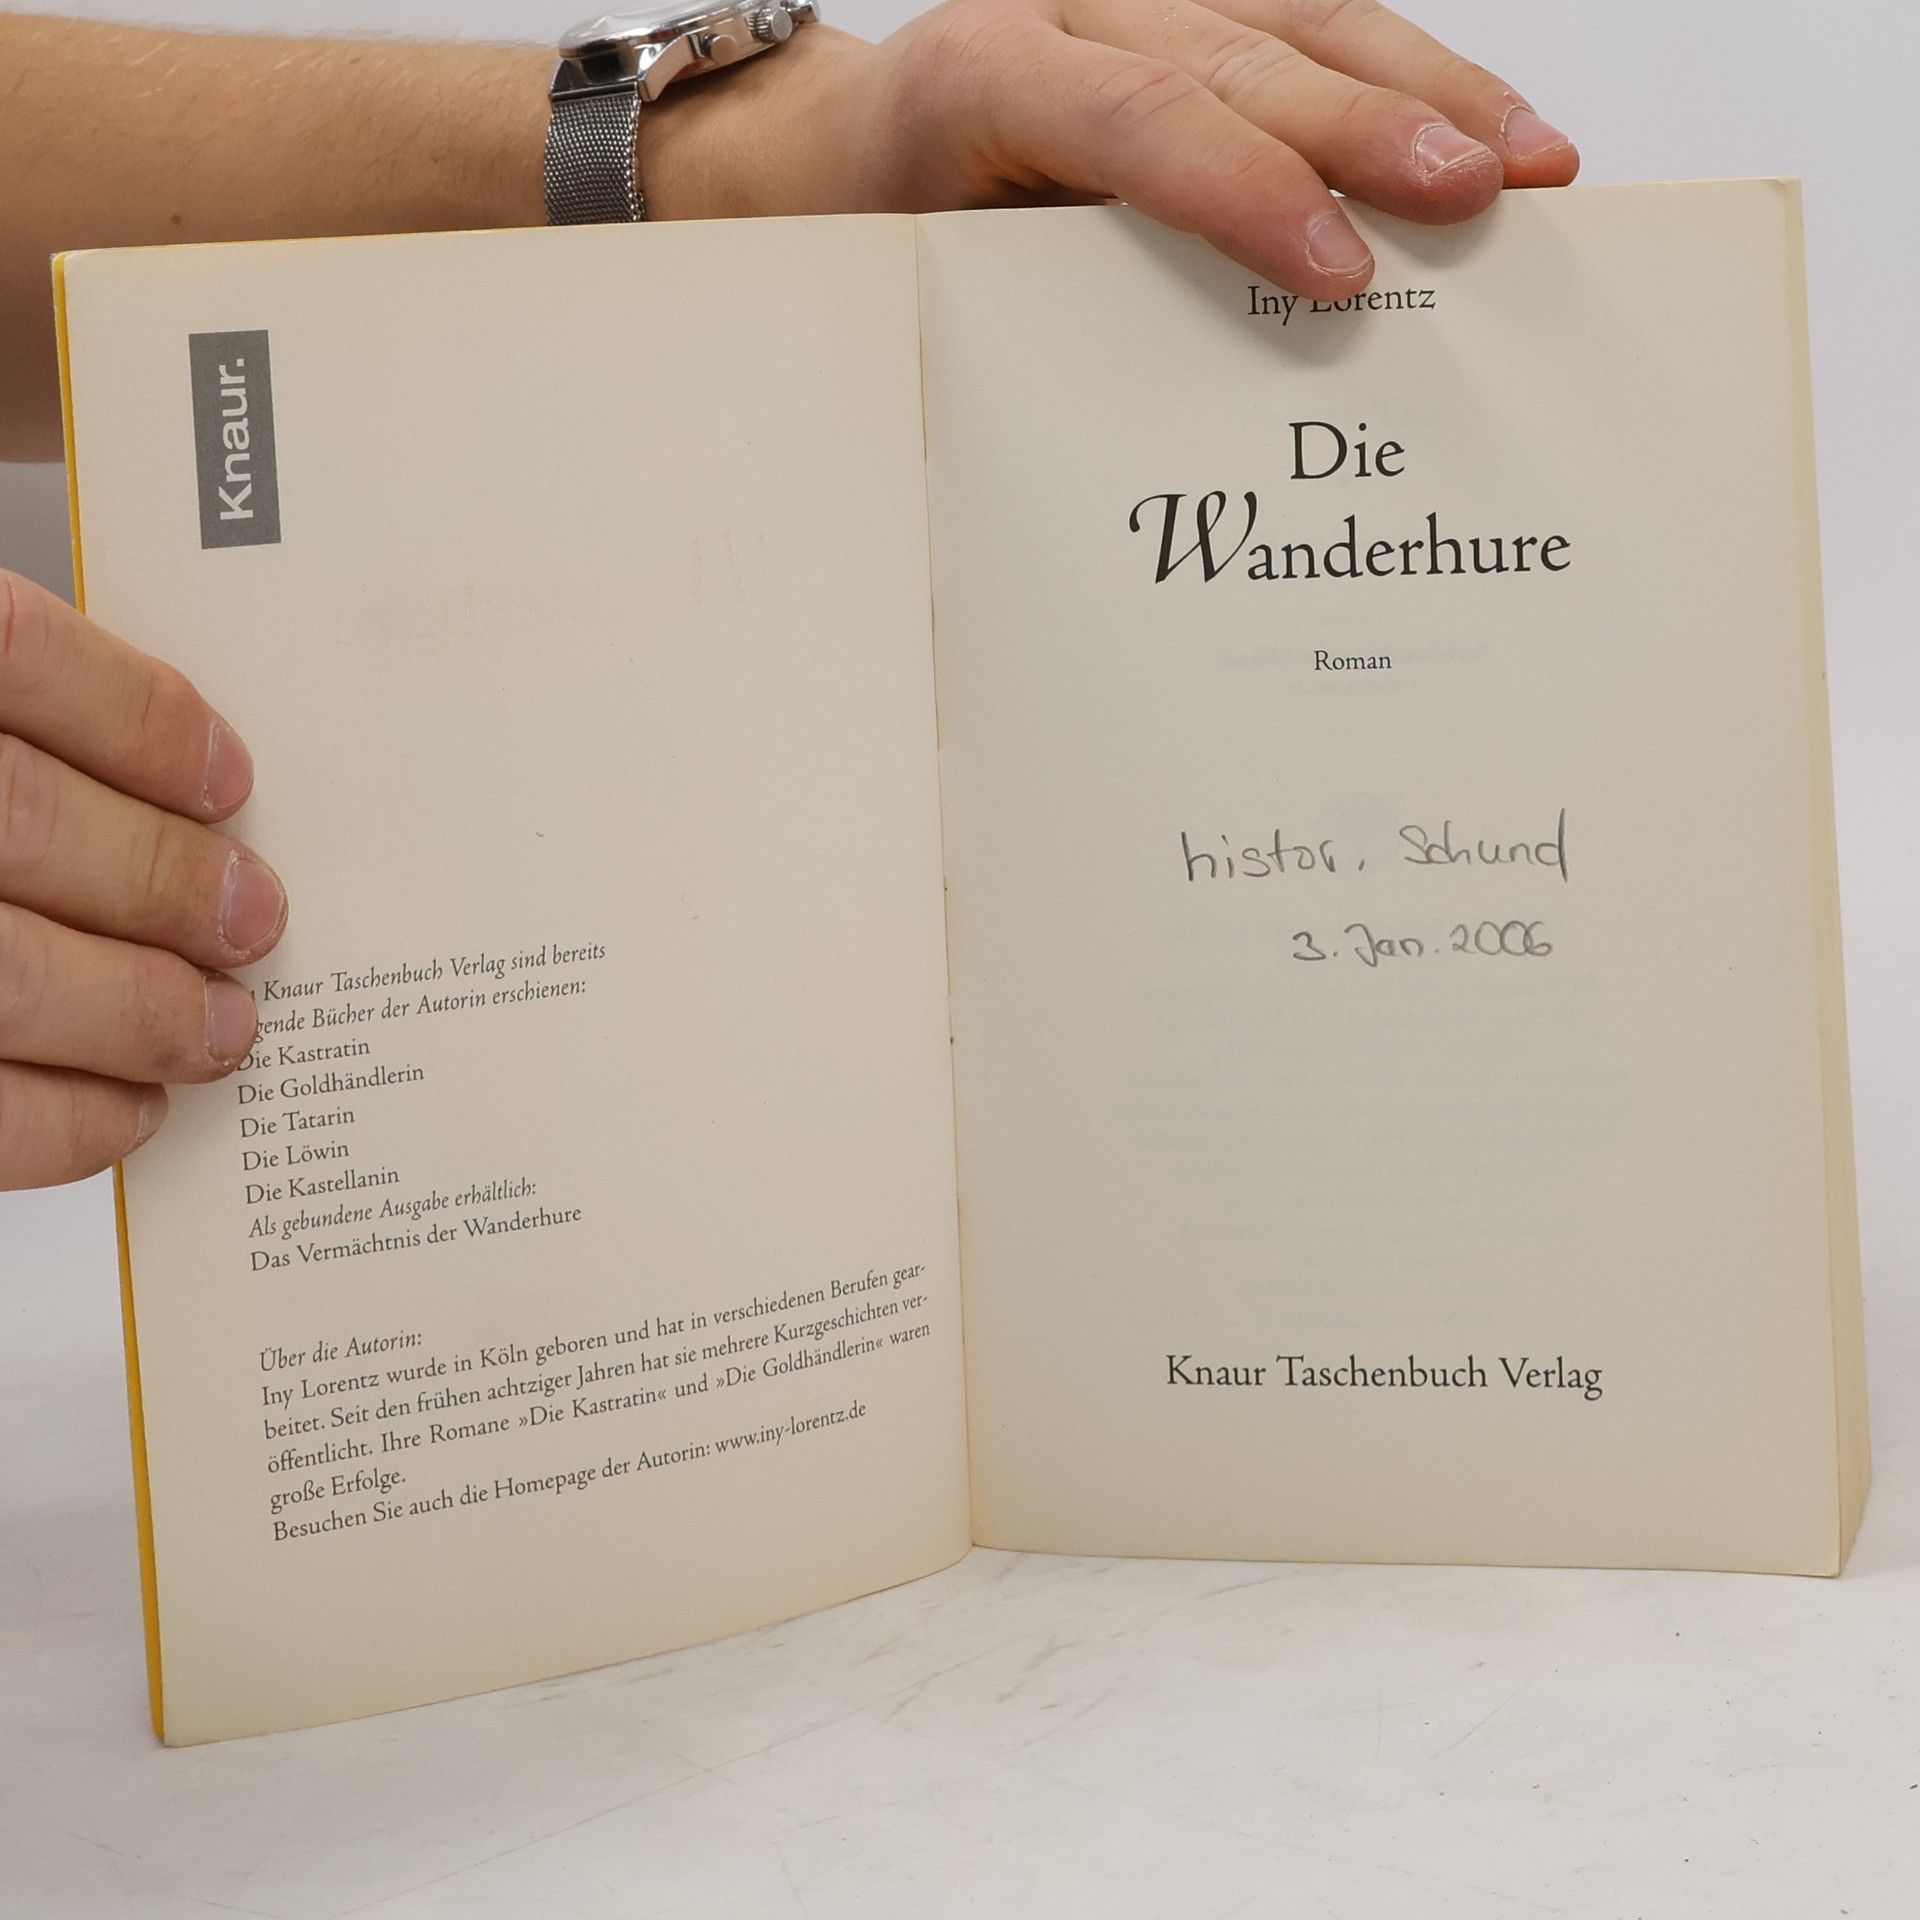 Knaur.
Knaur Taschenbuch Verlag sind bereits
Bücher der Autorin erschienen:
Die Kastratin
Die Goldhändlerin
Die Tatarin
Die Löwin
Die Kastellanin
Als gebundene Ausgabe erhältlich:
Das Vermächtnis der Wanderhure
Über die Autorin:
Iny Lorentz wurde in Köln geboren und hat in verschiedenen Berufen gear-
beitet. Seit den frühen achtziger Jahren hat sie mehrere Kurzgeschichten ver-
öffentlicht. Ihre Romane »Die Kastratin« und »Die Goldhändlerin« waren
große Erfolge.
Besuchen Sie auch die Homepage der Autorin: www.iny-lorentz.de
Iny Lorentz
Die
Wanderhure
Roman
histor. Schund
3. Jan. 2006
Knaur Taschenbuch Verlag